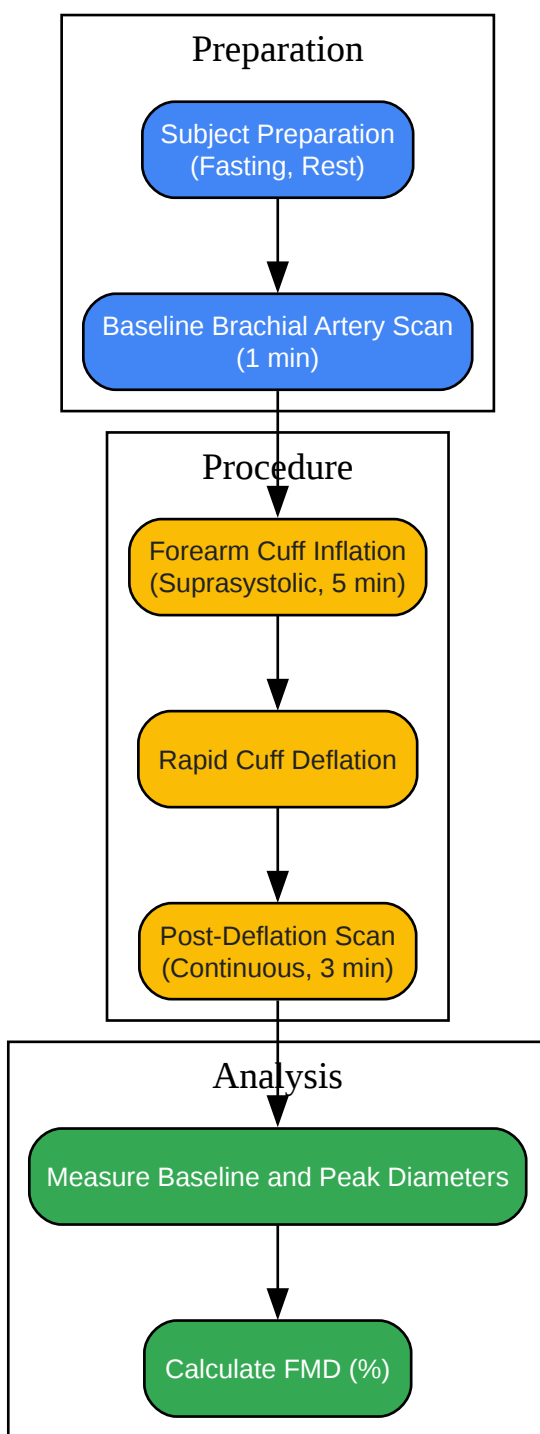 Preparation
Subject Preparation
(Fasting, Rest)
Baseline Brachial Artery Scan
(1 min)
Procedure
Forearm Cuff Inflation
(Suprasystolic, 5 min)
Rapid Cuff Deflation
Post-Deflation Scan
(Continuous, 3 min)
Analysis
Measure Baseline and Peak Diameters
Calculate FMD (%)